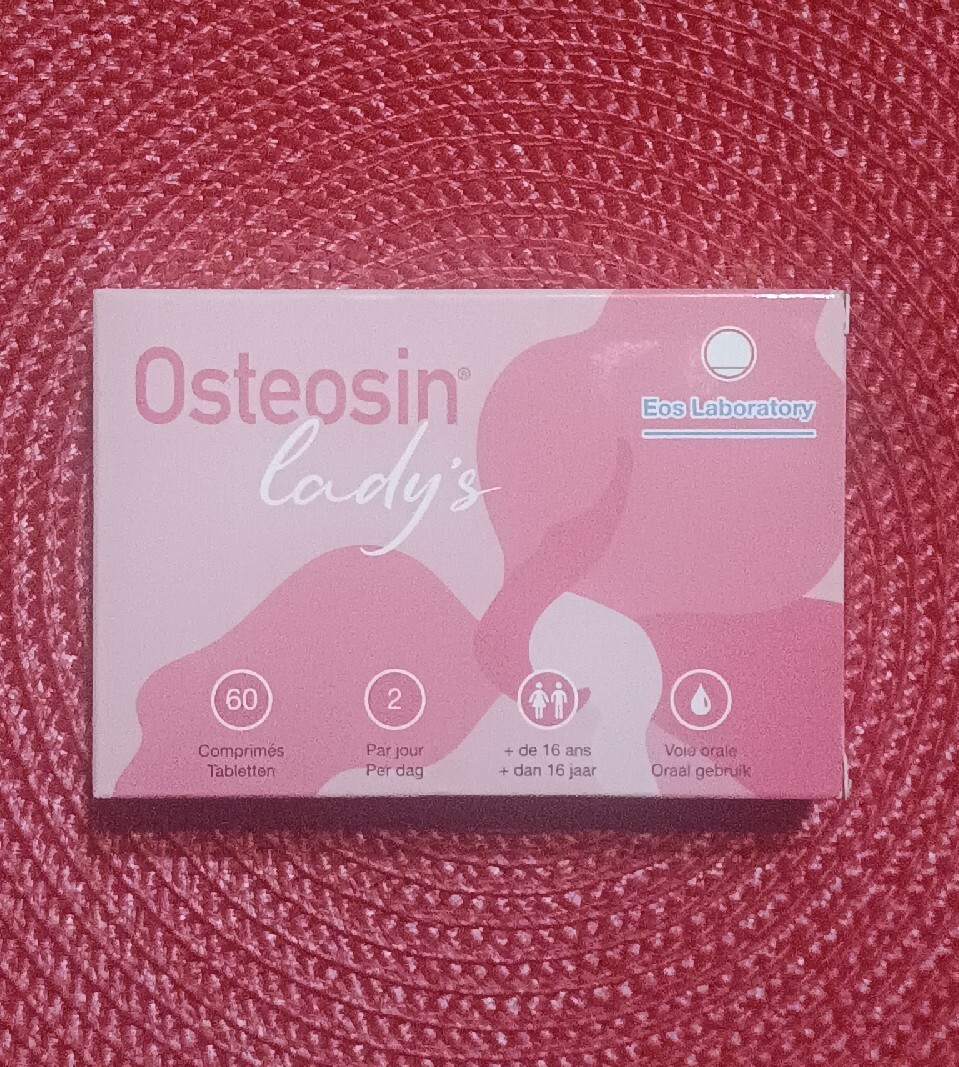 Osteosin®
lady's
Eos Laboratory
60
Comprimés
Tabletten
2
Par jour
Per dag
+ de 16 ans
+ dan 16 jaar
Voie orale
Oraal gebruik